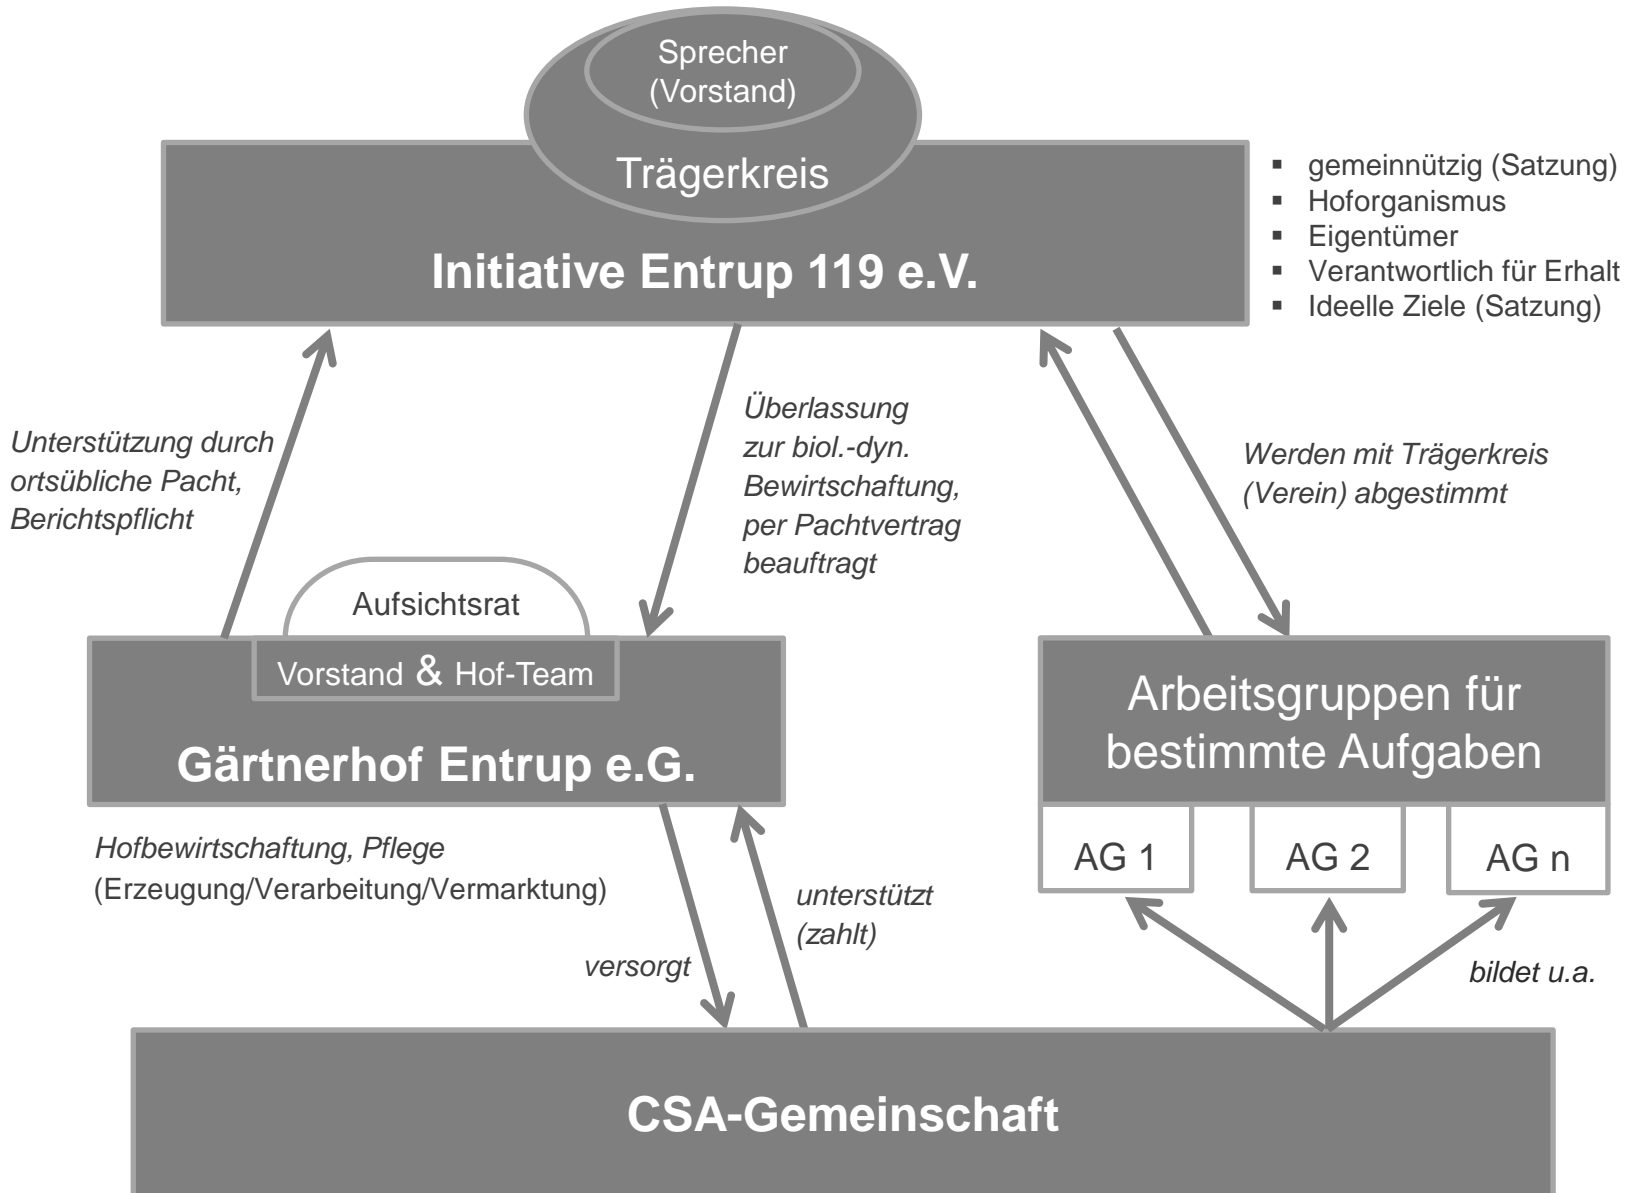 Sprecher
(Vorstand)
Trägerkreis
Initiative Entrup 119 e.V.
▪ gemeinnützig (Satzung)
▪ Hoforganismus
▪ Eigentümer
▪ Verantwortlich für Erhalt
▪ Ideelle Ziele (Satzung)
Unterstützung durch
ortsübliche Pacht,
Berichtspflicht
Überlassung
zur biol.-dyn.
Bewirtschaftung,
per Pachtvertrag
beauftragt
Werden mit Trägerkreis
(Verein) abgestimmt
Aufsichtsrat
Vorstand & Hof-Team
Gärtnerhof Entrup e.G.
Arbeitsgruppen für
bestimmte Aufgaben
AG 1
AG 2
AG n
Hofbewirtschaftung, Pflege
(Erzeugung/Verarbeitung/Vermarktung)
versorgt
unterstützt
(zahlt)
bildet u.a.
CSA-Gemeinschaft